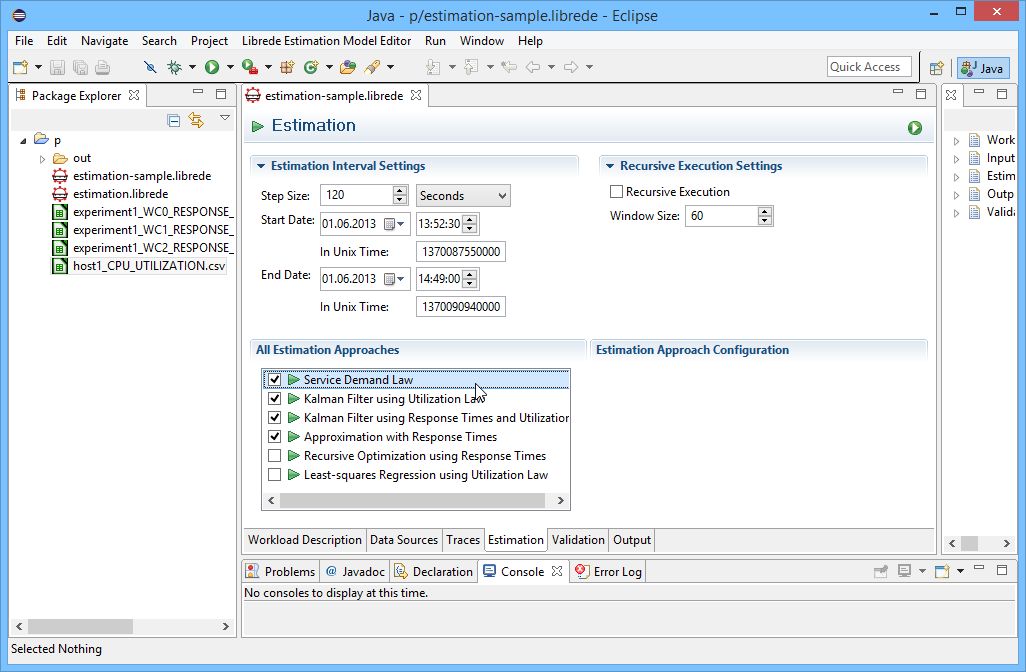 Java - p/estimation-sample.librede - Eclipse
File Edit Navigate Search Project Librede Estimation Model Editor Run Window Help
Quick Access
Java
Package Explorer
p
out
estimation-sample.librede
estimation.librede
experiment1_WC0_RESPONSE_
experiment1_WC1_RESPONSE_
experiment1_WC2_RESPONSE_
host1_CPU_UTILIZATION.csv
estimation-sample.librede
Estimation
Estimation Interval Settings
Step Size: 120 Seconds
Start Date: 01.06.2013 13:52:30
In Unix Time: 1370087550000
End Date: 01.06.2013 14:49:00
In Unix Time: 1370090940000
Recursive Execution Settings
Recursive Execution
Window Size: 60
All Estimation Approaches
Service Demand Law
Kalman Filter using Utilization Law
Kalman Filter using Response Times and Utilization
Approximation with Response Times
Recursive Optimization using Response Times
Least-squares Regression using Utilization Law
Estimation Approach Configuration
Workload Description Data Sources Traces Estimation Validation Output
Work
Input
Estim
Outp
Valida
Problems @ Javadoc Declaration Console Error Log
No consoles to display at this time.
Selected Nothing